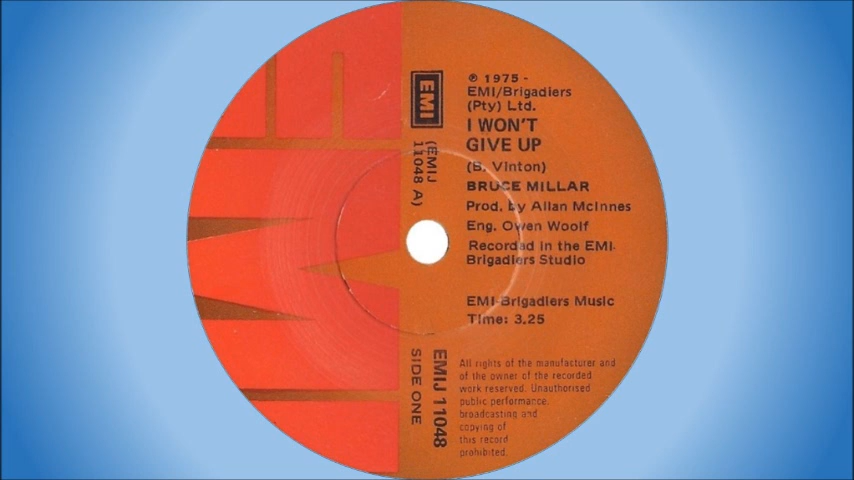 EMI
(EMIJ
11048 A)
℗ 1975 -
EMI/Brigadiers
(Pty) Ltd.
I WON'T
GIVE UP
(B. Vinton)
BRUCE MILLAR
Prod. by Allan McInnes
Eng. Owen Woolf
Recorded in the EMI-
Brigadiers Studio
EMI-Brigadiers Music
Time: 3.25
EMIJ 11048
SIDE ONE
All rights of the manufacturer and
of the owner of the recorded
work reserved. Unauthorised
public performance,
broadcasting and
copying of
this record
prohibited.